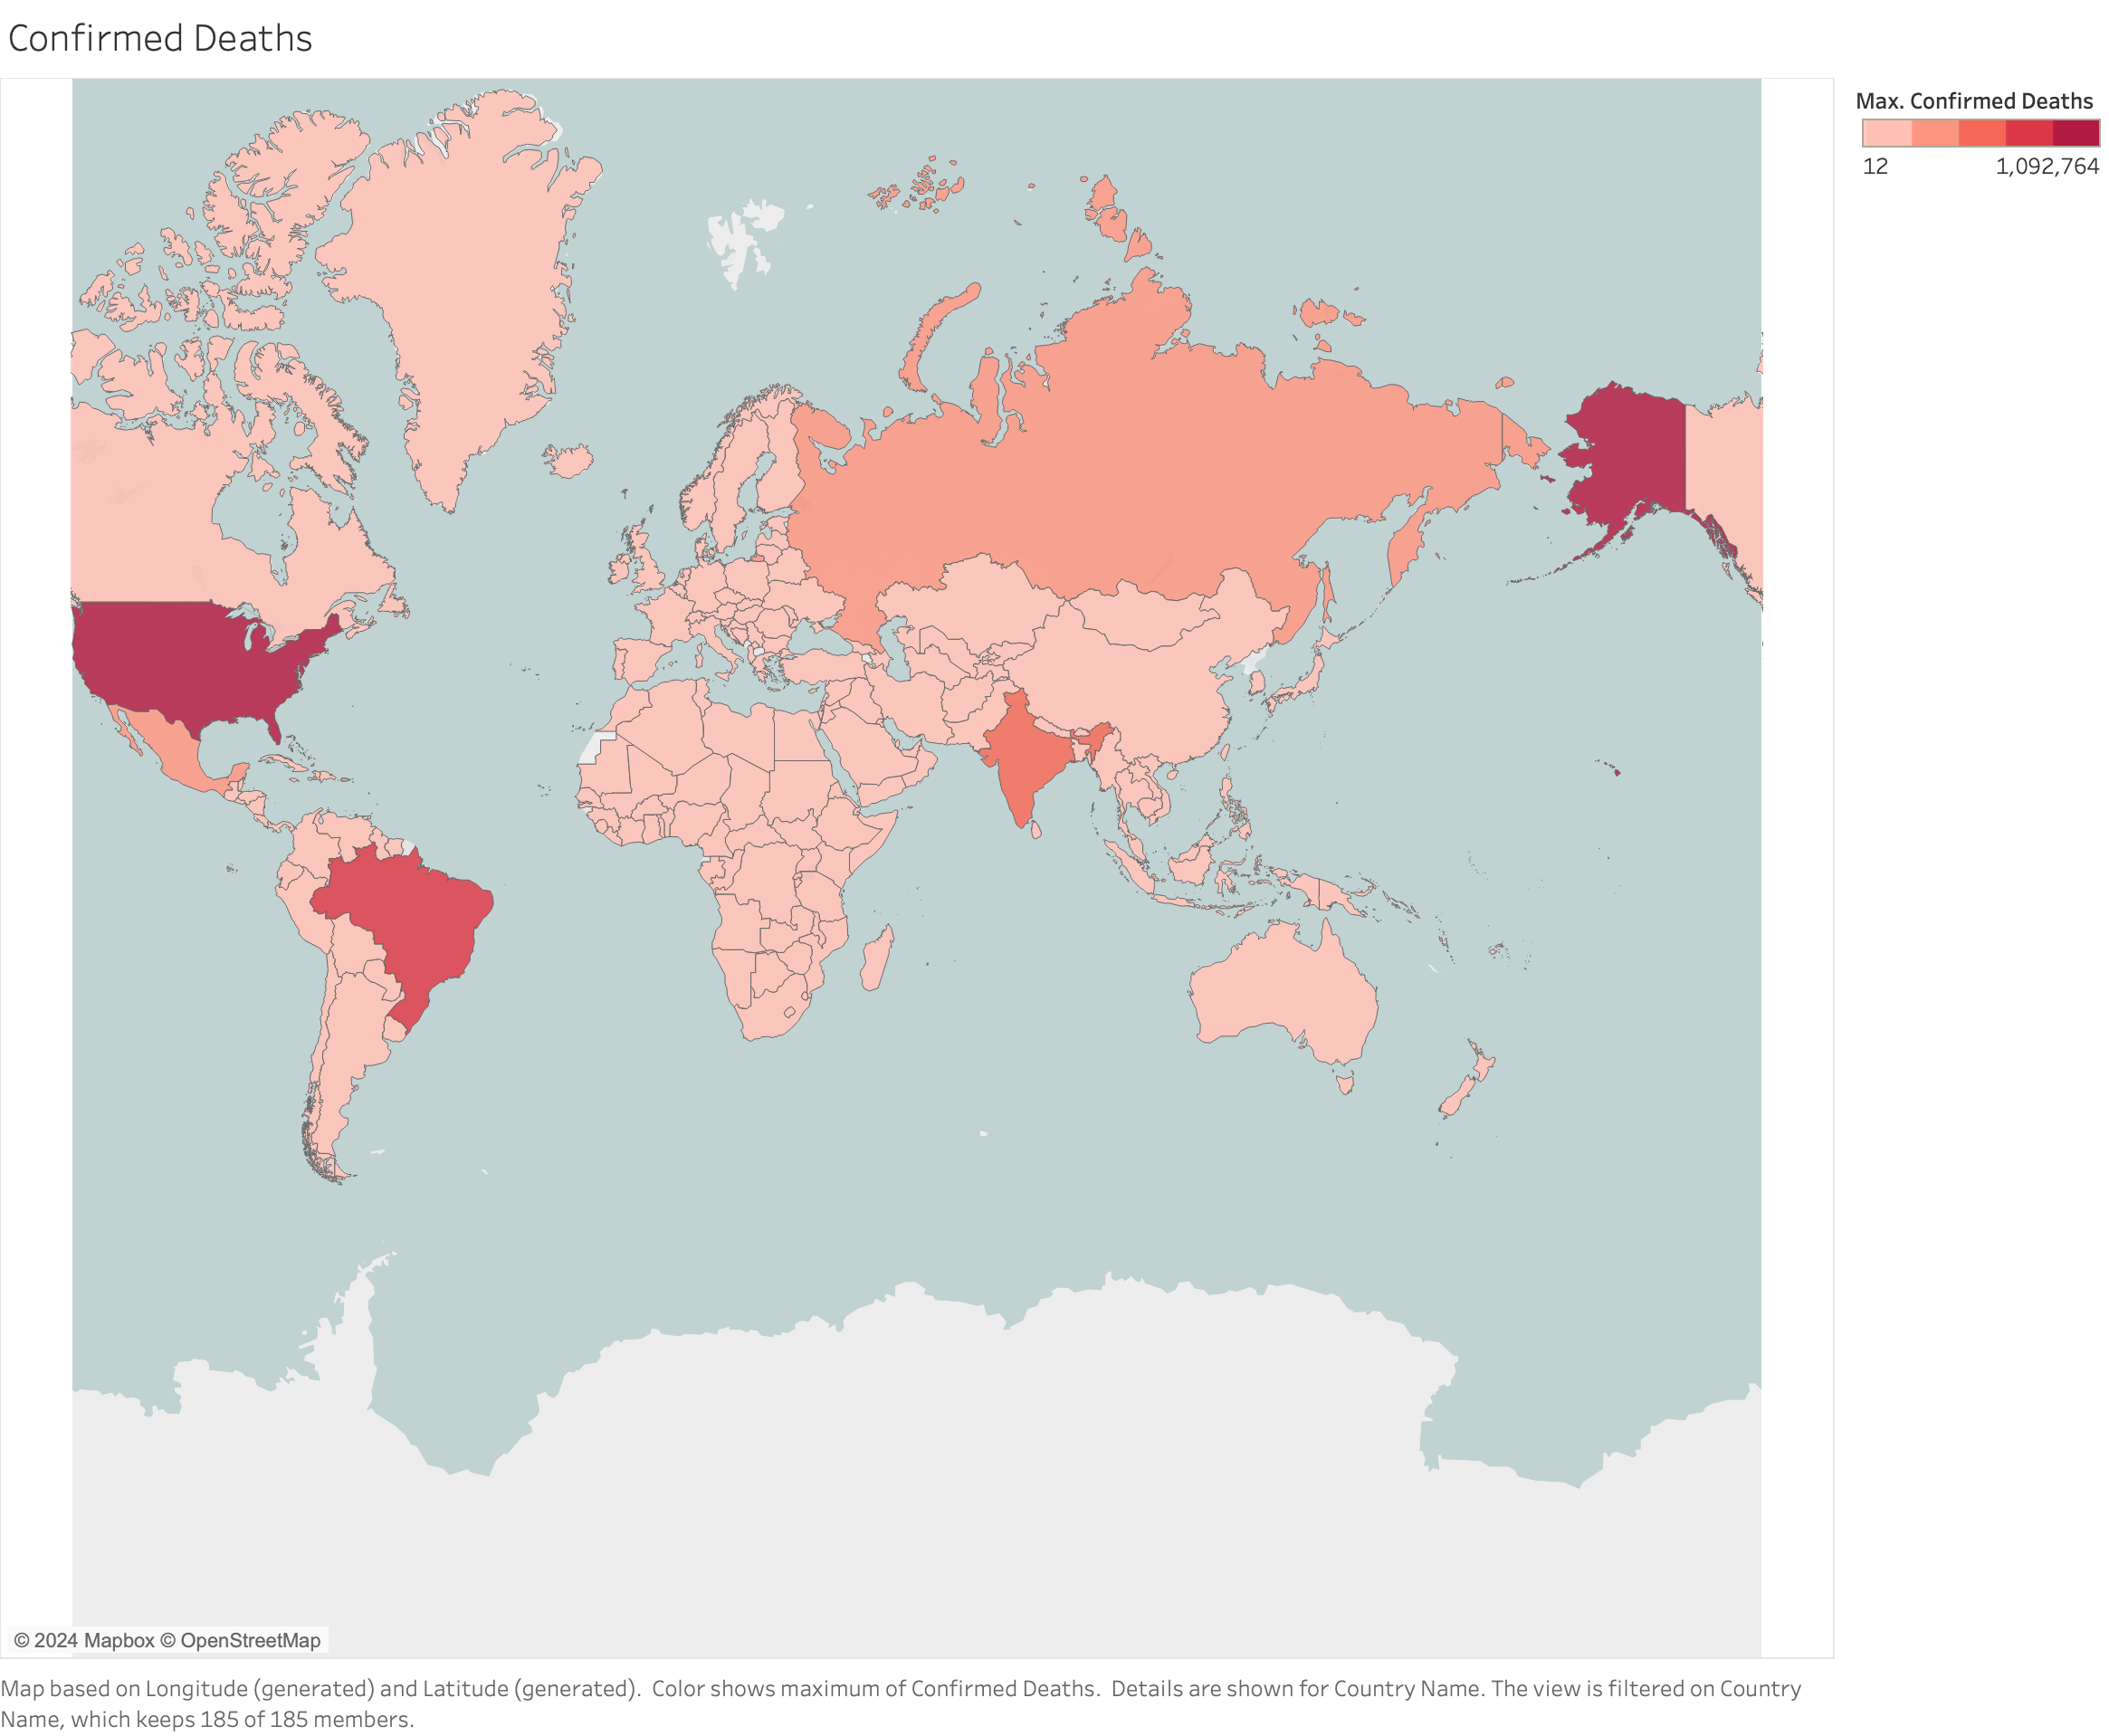 Confirmed Deaths
Max. Confirmed Deaths
12 1,092,764
© 2024 Mapbox © OpenStreetMap
Map based on Longitude (generated) and Latitude (generated).  Color shows maximum of Confirmed Deaths.  Details are shown for Country Name. The view is filtered on Country
Name, which keeps 185 of 185 members.